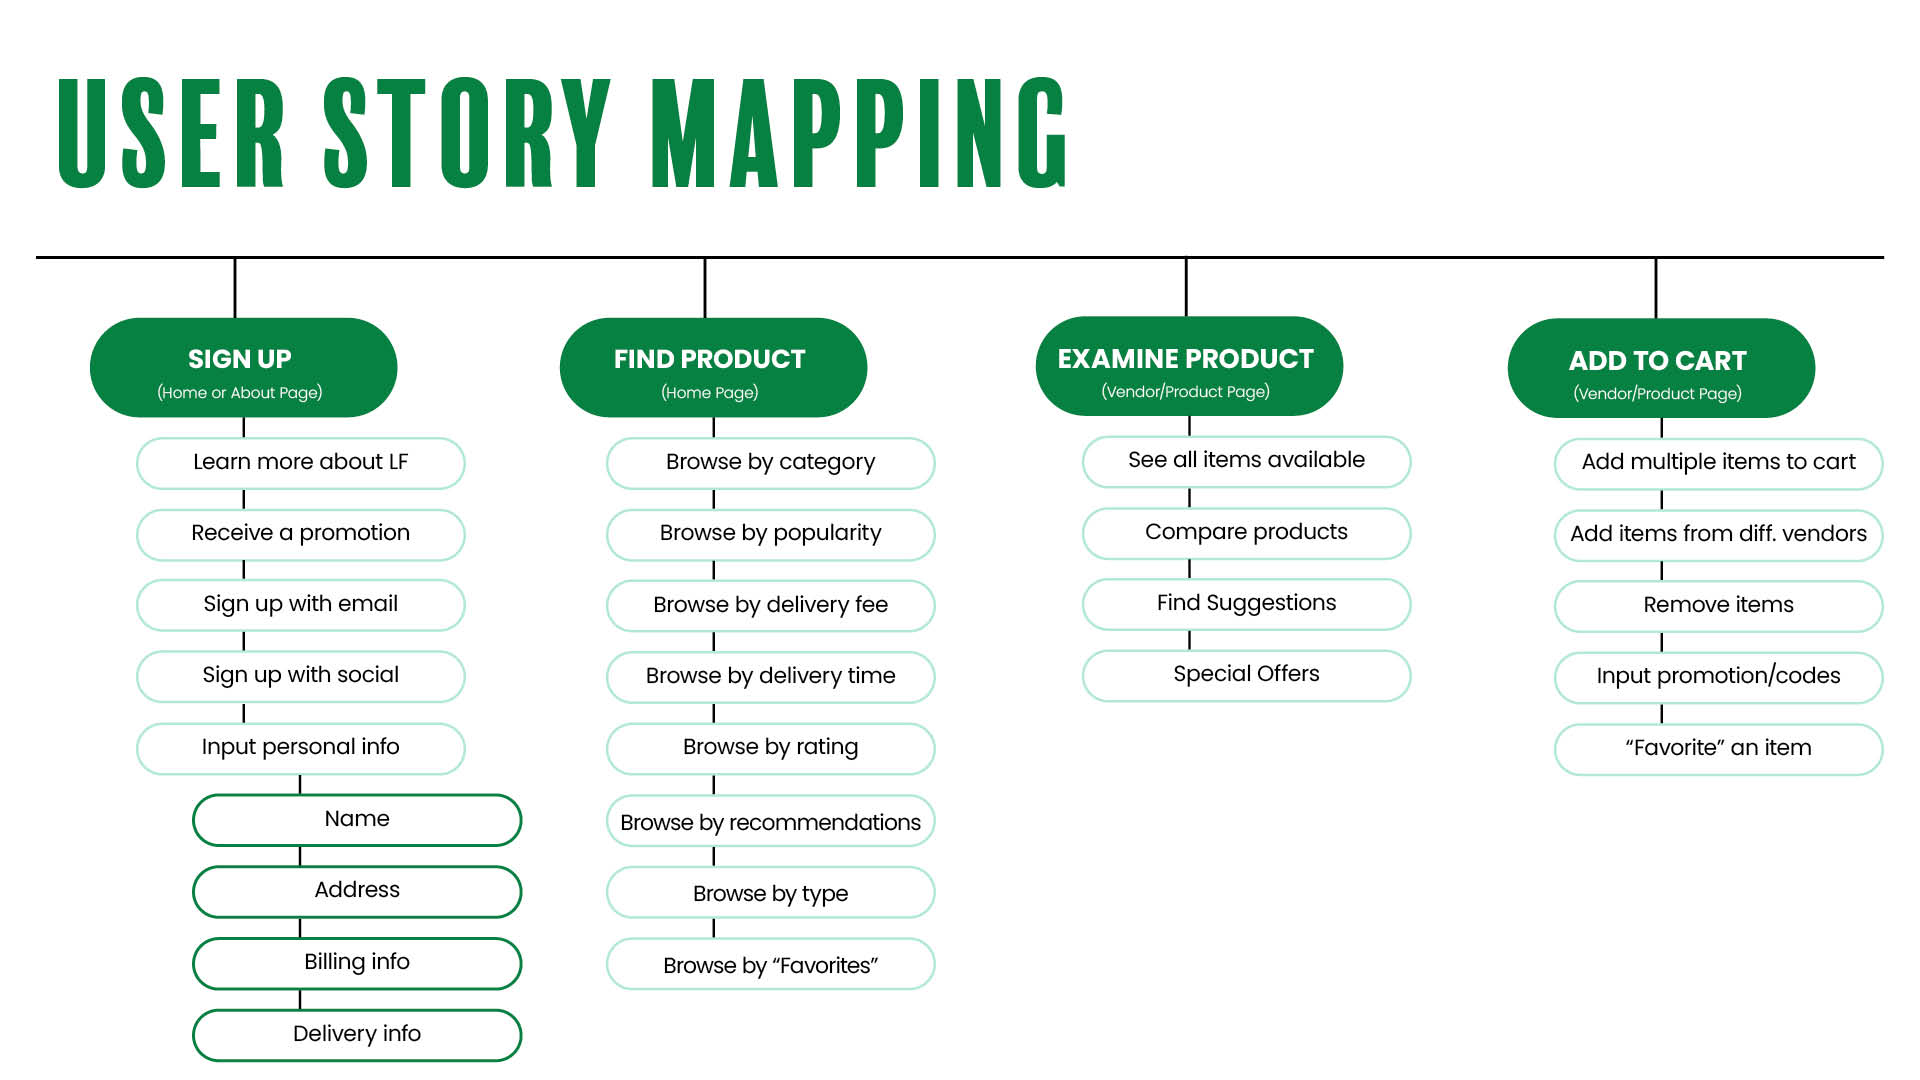 USER STORY MAPPING
SIGN UP
(Home or About Page)
Learn more about LF
Receive a promotion
Sign up with email
Sign up with social
Input personal info
Name
Address
Billing info
Delivery info
FIND PRODUCT
(Home Page)
Browse by category
Browse by popularity
Browse by delivery fee
Browse by delivery time
Browse by rating
Browse by recommendations
Browse by type
Browse by “Favorites”
EXAMINE PRODUCT
(Vendor/Product Page)
See all items available
Compare products
Find Suggestions
Special Offers
ADD TO CART
(Vendor/Product Page)
Add multiple items to cart
Add items from diff. vendors
Remove items
Input promotion/codes
“Favorite” an item